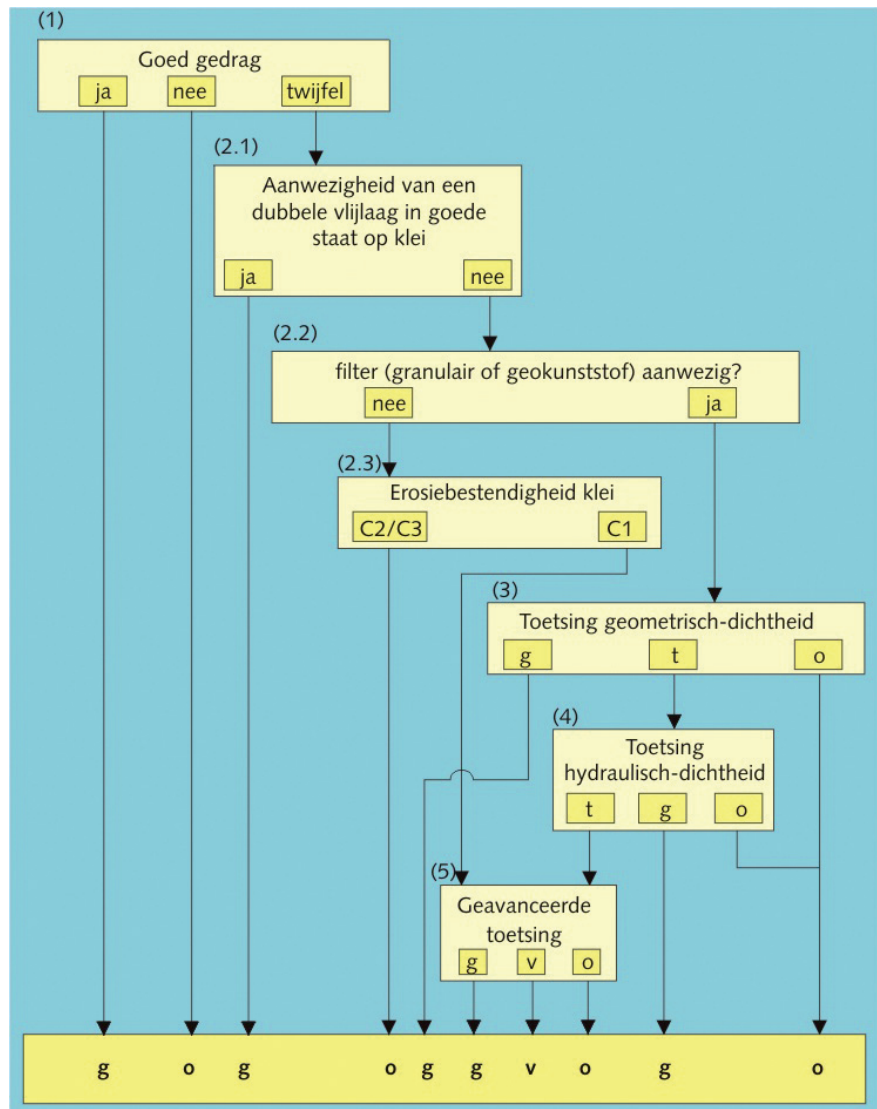 (1)
Goed gedrag
ja nee twijfel
(2.1)
Aanwezigheid van een
dubbele vlijlaag in goede
staat op klei
ja nee
(2.2)
filter (granulair of geokunststof) aanwezig?
nee ja
(2.3)
Erosiebestendigheid klei
C2/C3 C1
(3)
Toetsing geometrisch-dichtheid
g t o
(4)
Toetsing
hydraulisch-dichtheid
t g o
(5)
Geavanceerde
toetsing
g v o
g o g o g g v o g o